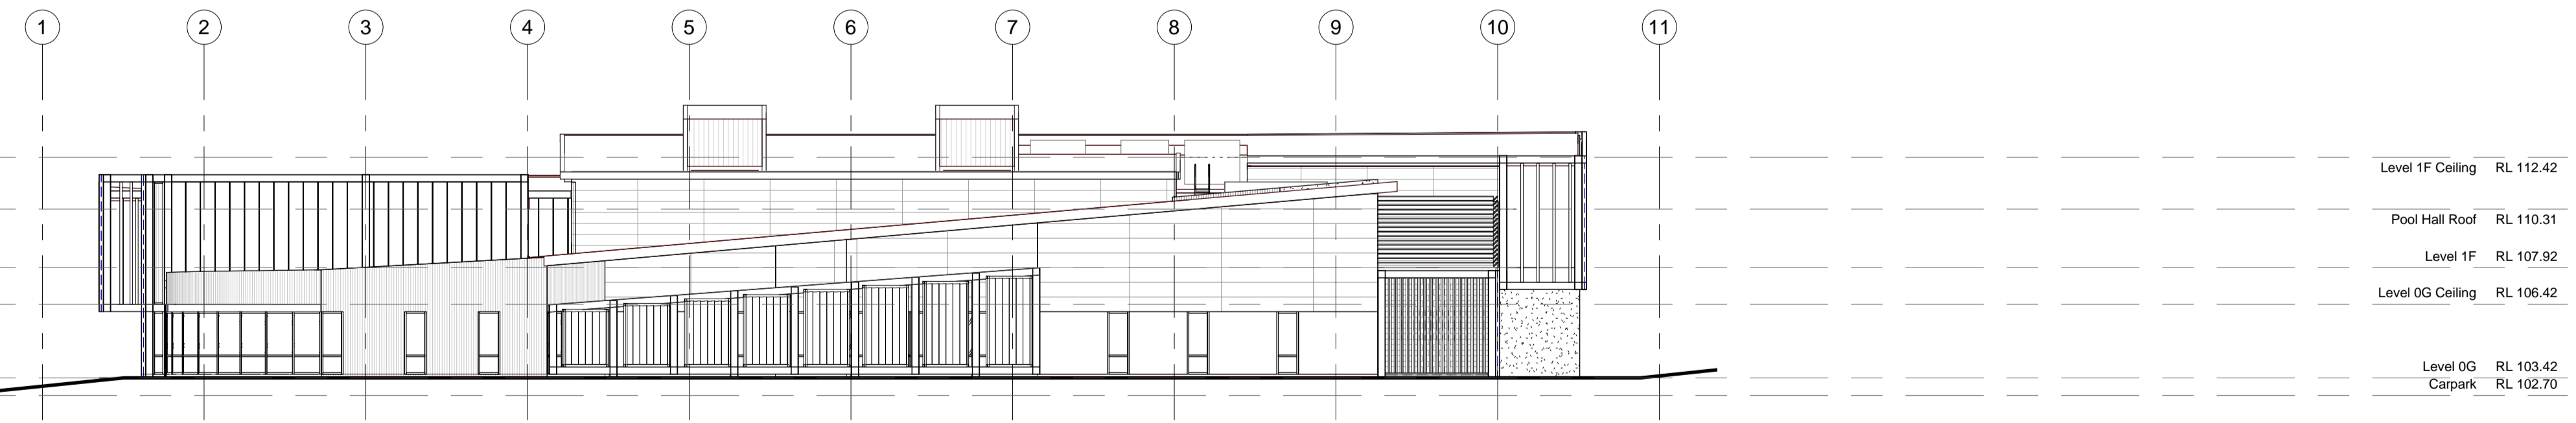 1 2 3 4 5 6 7 8 9 10 11
Level 1F Ceiling RL 112.42
Pool Hall Roof RL 110.31
Level 1F RL 107.92
Level 0G Ceiling RL 106.42
Level 0G RL 103.42
Carpark RL 102.70